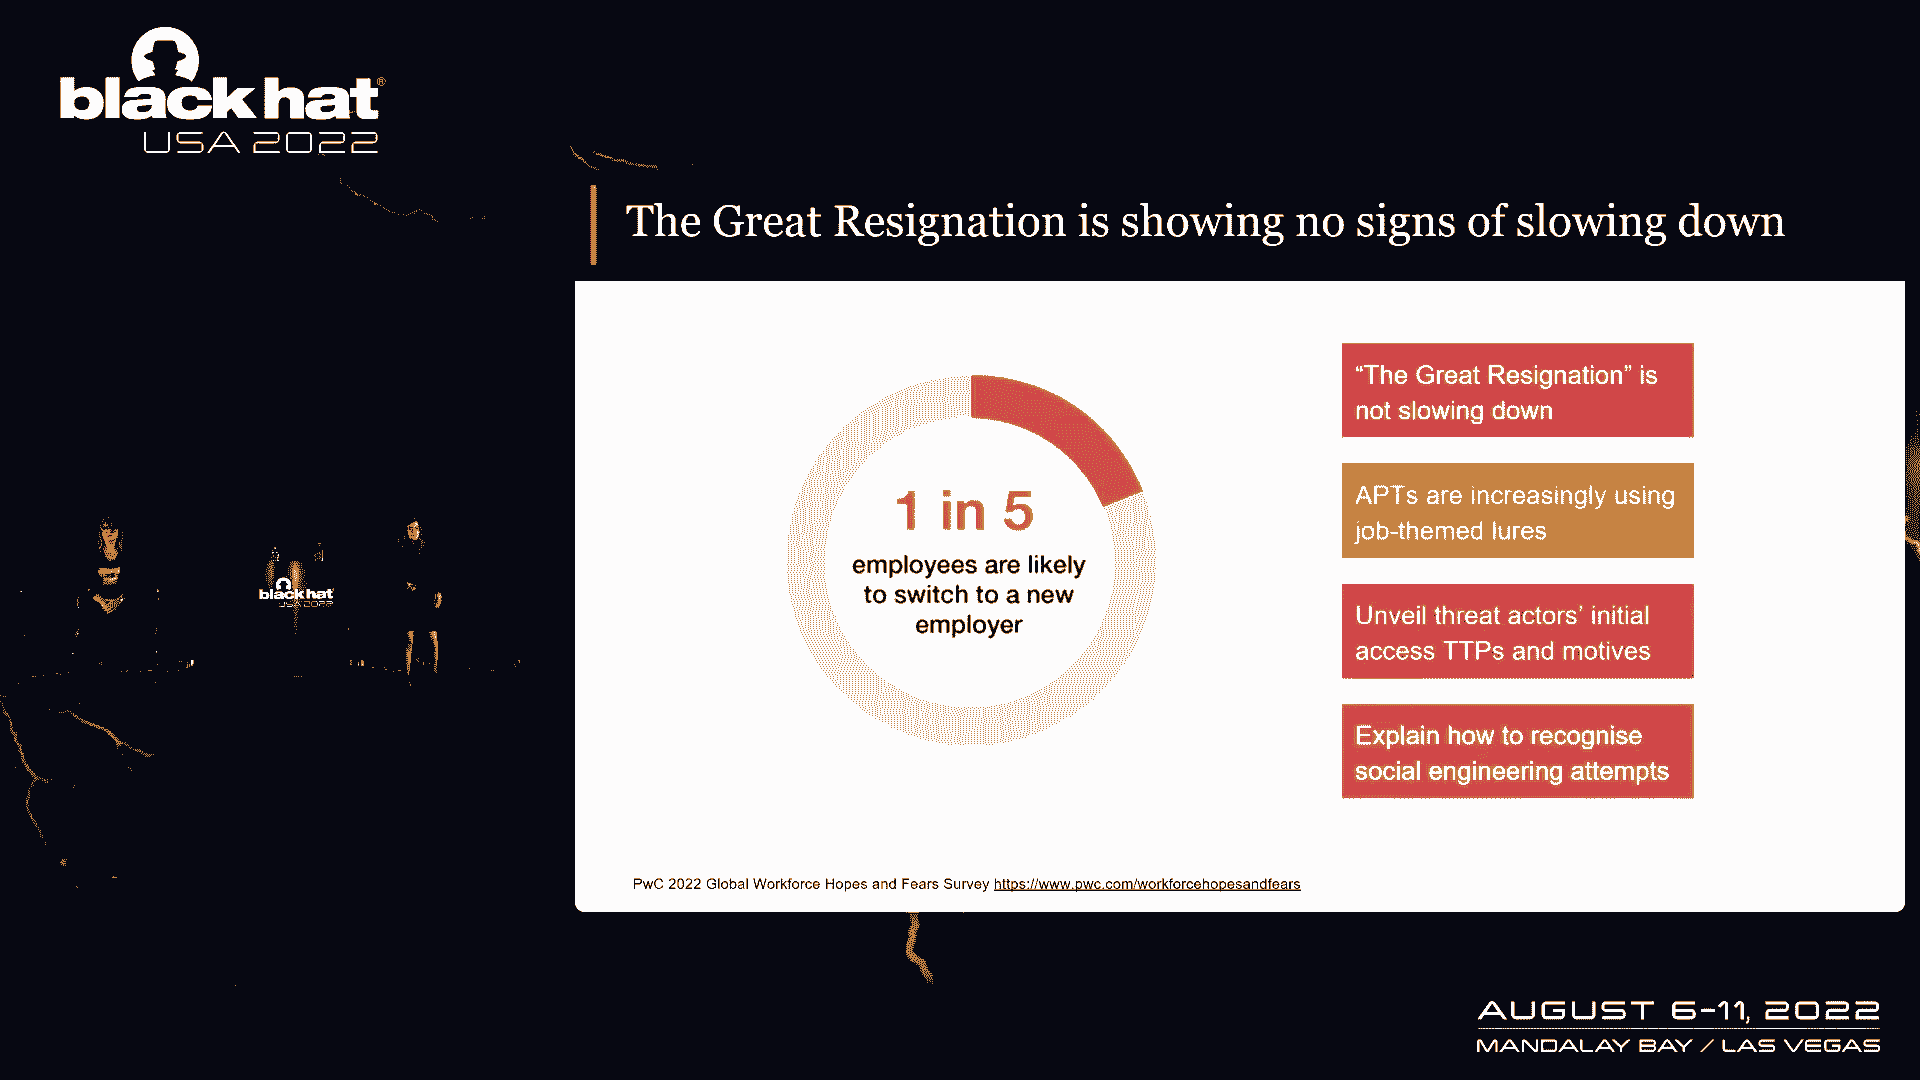 black hat®
USA 2022
The Great Resignation is showing no signs of slowing down
1 in 5
employees are likely
to switch to a new
employer
“The Great Resignation” is
not slowing down
APTs are increasingly using
job-themed lures
Unveil threat actors’ initial
access TTPs and motives
Explain how to recognise
social engineering attempts
PwC 2022 Global Workforce Hopes and Fears Survey https://www.pwc.com/workforcehopesandfears
black hat
USA 2022
AUGUST 6-11, 2022
MANDALAY BAY / LAS VEGAS